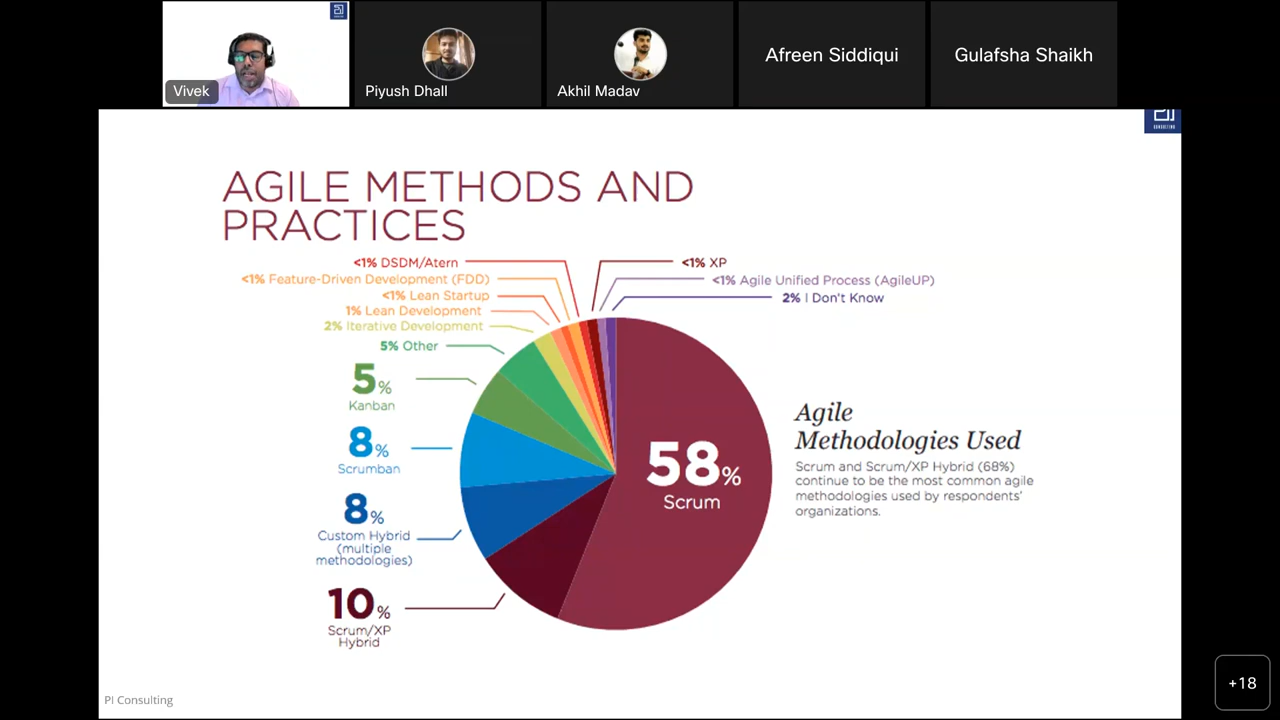 Vivek
Piyush Dhall
Akhil Madav
Afreen Siddiqui
Gulafsha Shaikh
CONSULTING
AGILE METHODS AND
PRACTICES
<1% DSDM/Atern
<1% Feature-Driven Development (FDD)
<1% Lean Startup
1% Lean Development
2% Iterative Development
5% Other
5%
Kanban
8%
Scrumban
8%
Custom Hybrid
(multiple
methodologies)
10%
Scrum/XP
Hybrid
<1% XP
<1% Agile Unified Process (AgileUP)
2% I Don't Know
58%
Scrum
Agile
Methodologies Used
Scrum and Scrum/XP Hybrid (68%)
continue to be the most common agile
methodologies used by respondents'
organizations.
PI Consulting
+18